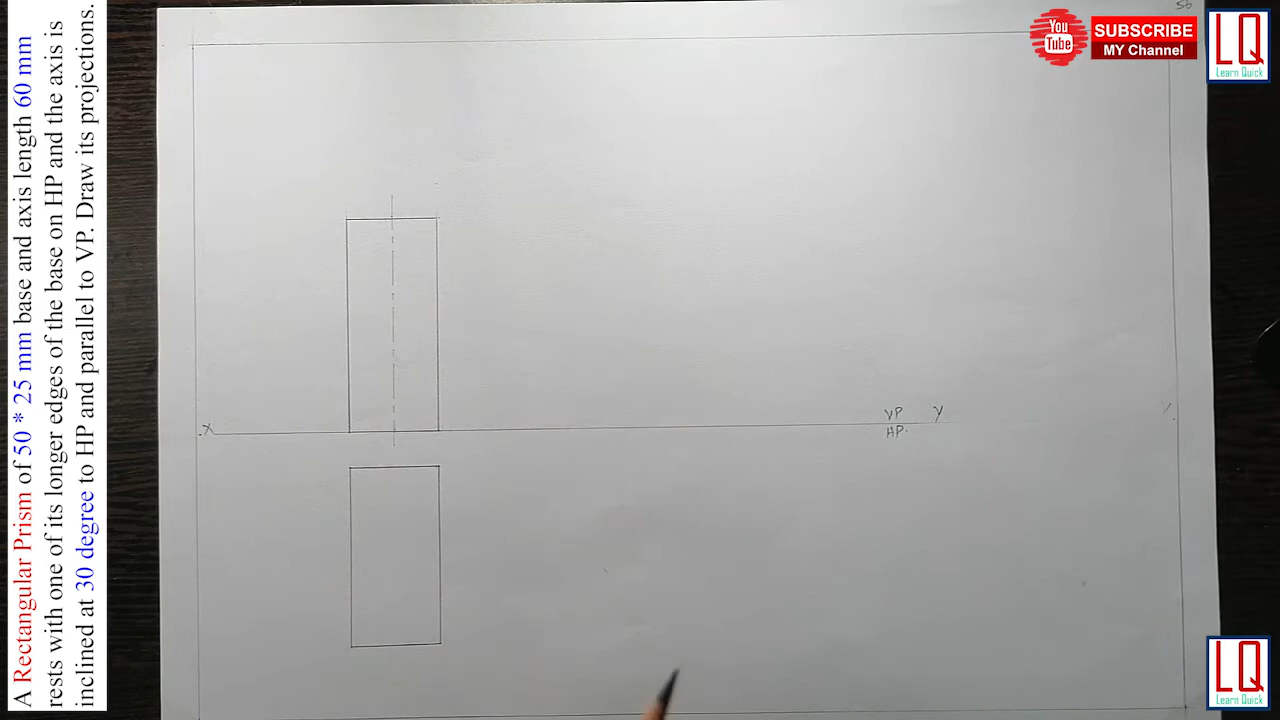 A Rectangular Prism of 50 * 25 mm base and axis length 60 mm
rests with one of its longer edges of the base on HP and the axis is
inclined at 30 degree to HP and parallel to VP. Draw its projections.
56
You
Tube
SUBSCRIBE
MY Channel
LQ
Learn Quick
X
VP
HP.
Y
Y
LQ
Learn Quick